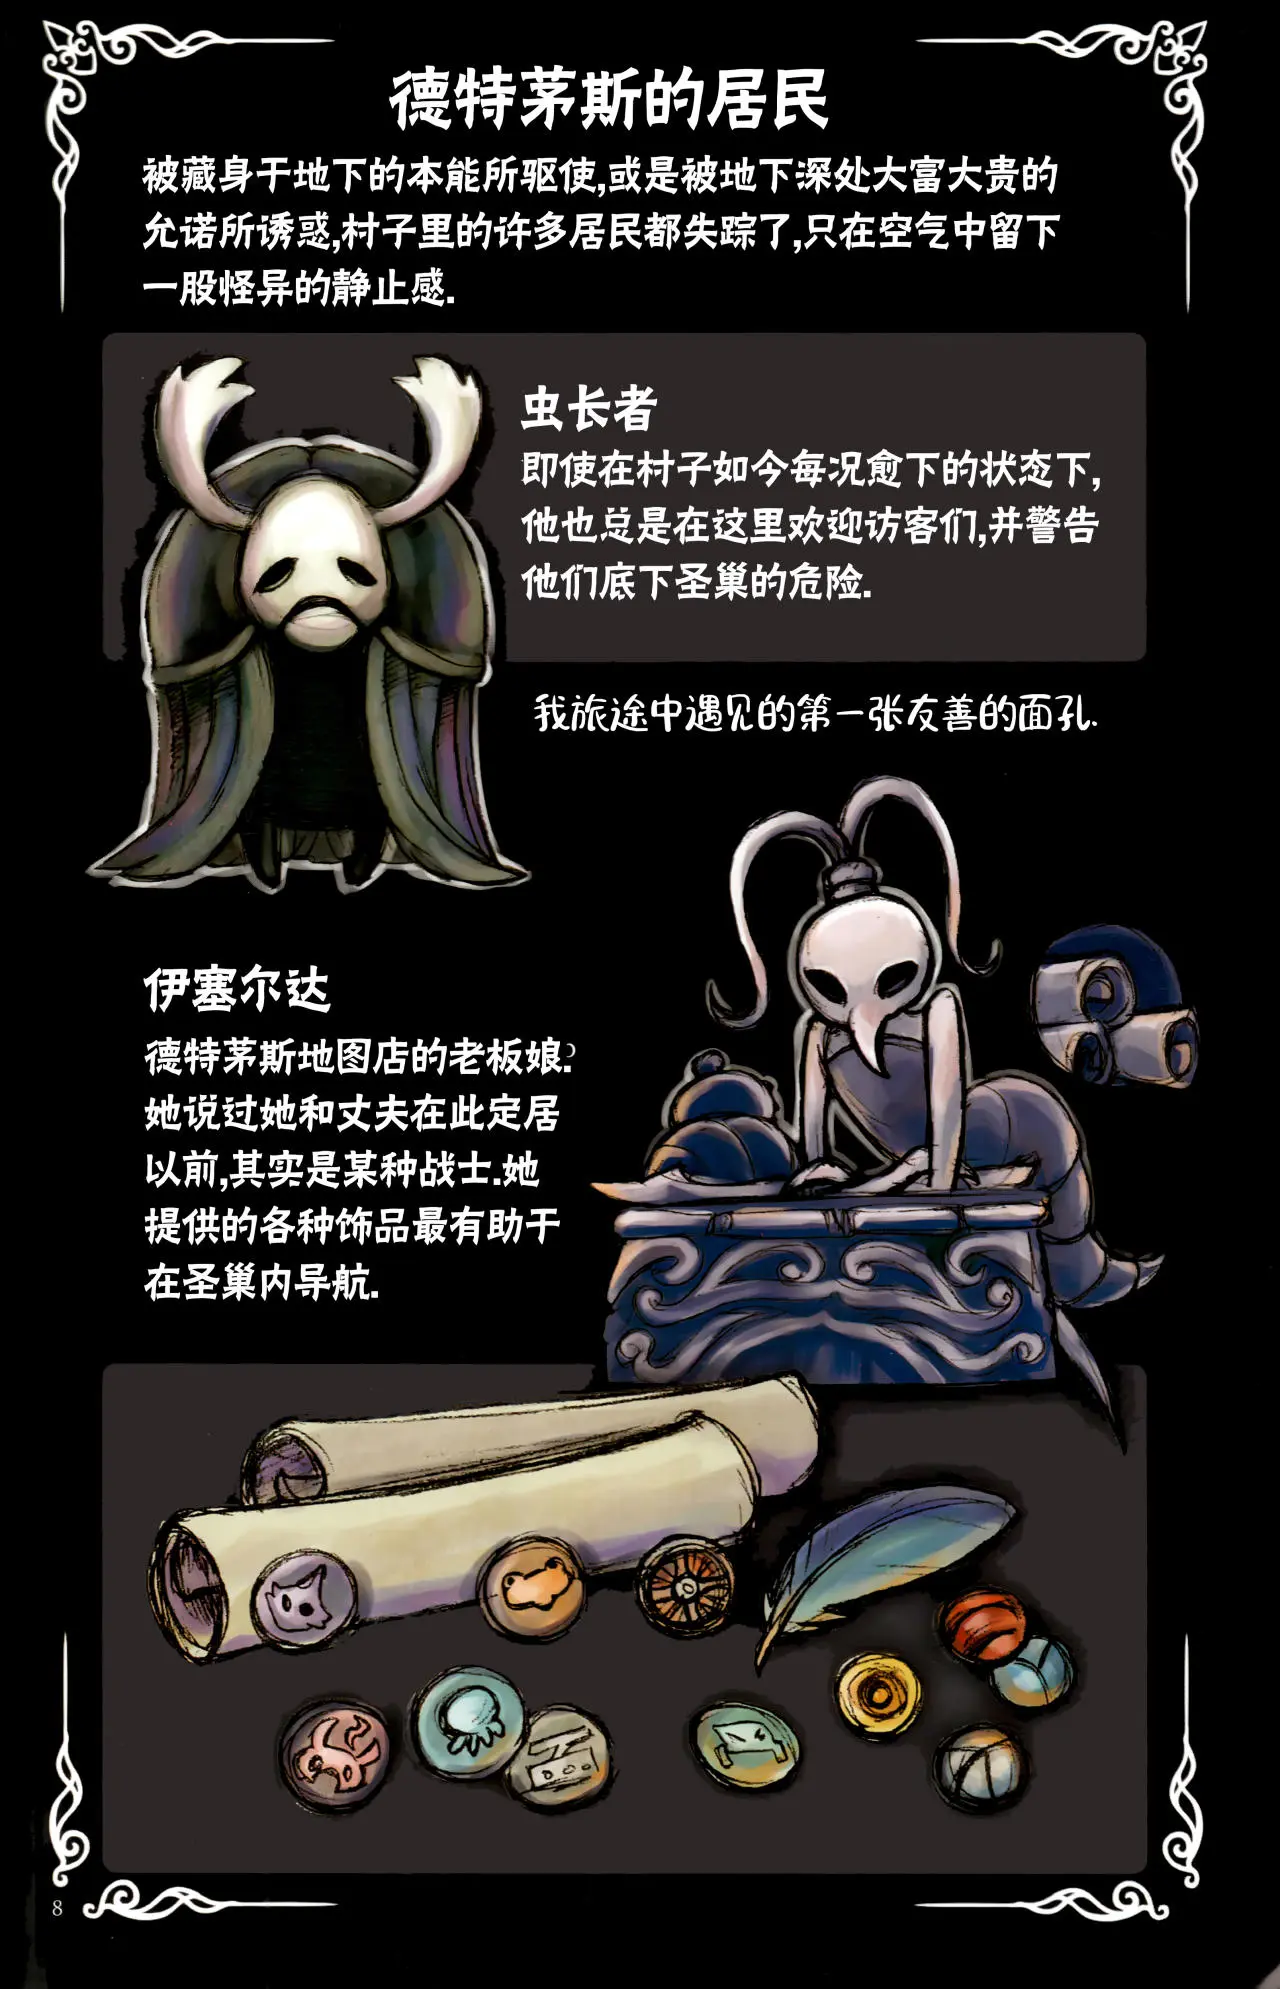 德特茅斯的居民
被藏身于地下的本能所驱使,或是被地下深处大富大贵的
允诺所诱惑,村子里的许多居民都失踪了,只在空气中留下
一股怪异的静止感.
虫长者
即使在村子如今每况愈下的状态下,
他也总是在这里欢迎访客们,并警告
他们底下圣巢的危险.
我旅途中遇见的第一张友善的面孔.
伊塞尔达
德特茅斯地图店的老板娘.
她说过她和丈夫在此定居
以前,其实是某种战士.她
提供的各种饰品最有助于
在圣巢内导航.
8